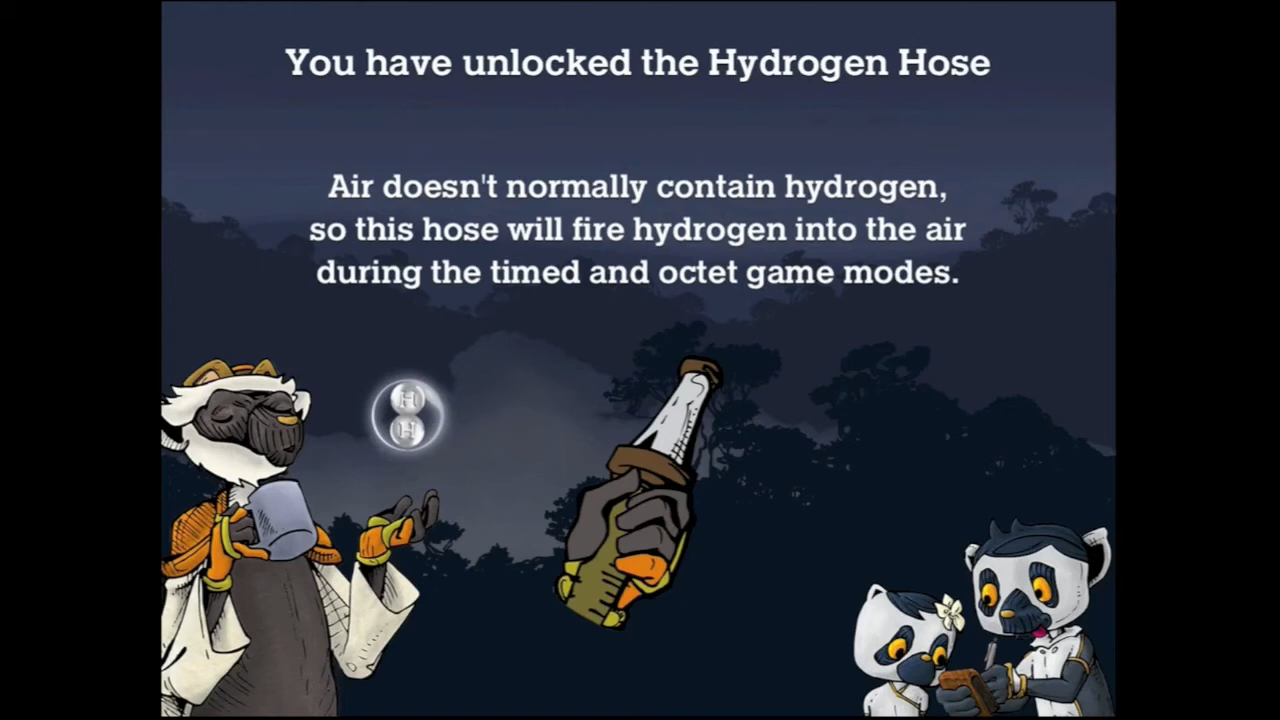 You have unlocked the Hydrogen Hose
Air doesn't normally contain hydrogen,
so this hose will fire hydrogen into the air
during the timed and octet game modes.
H
H